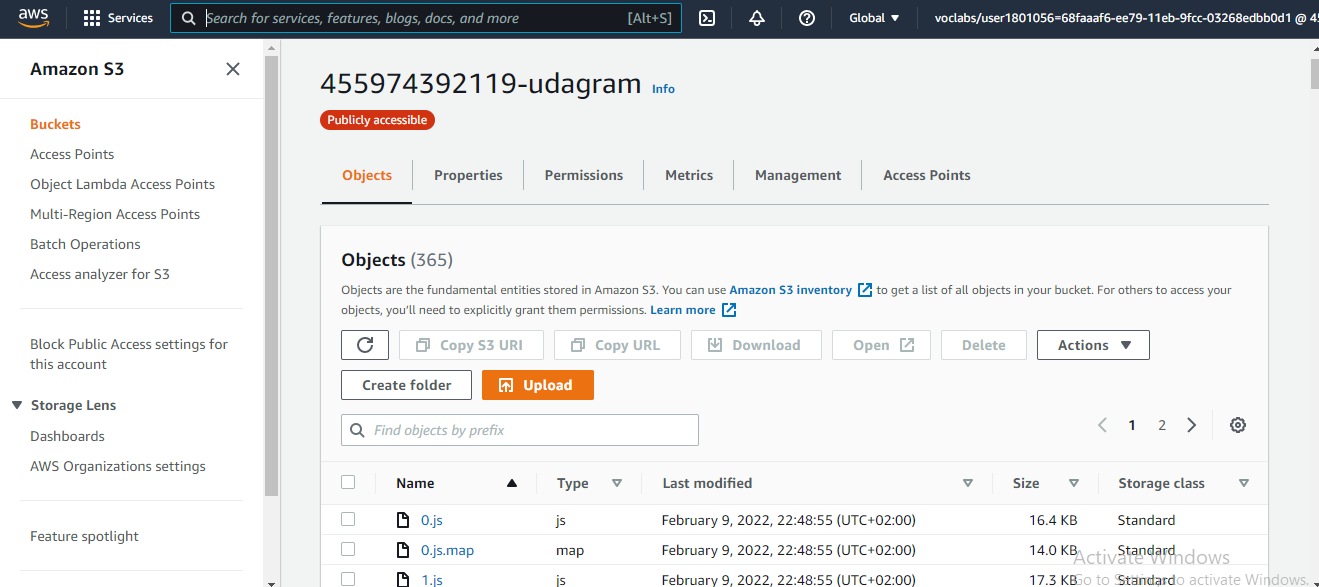 aws Services Search for services, features, blogs, docs, and more [Alt+S] Global ▼ voclabs/user1801056=68faaaf6-ee79-11eb-9fcc-03268edbb0d1 @ 45
Amazon S3
Buckets
Access Points
Object Lambda Access Points
Multi-Region Access Points
Batch Operations
Access analyzer for S3
Block Public Access settings for
this account
Storage Lens
Dashboards
AWS Organizations settings
Feature spotlight
455974392119-udagram Info
Publicly accessible
Objects Properties Permissions Metrics Management Access Points
Objects (365)
Objects are the fundamental entities stored in Amazon S3. You can use Amazon S3 inventory to get a list of all objects in your bucket. For others to access your
objects, you'll need to explicitly grant them permissions. Learn more
Copy S3 URI Copy URL Download Open Delete Actions
Create folder Upload
Find objects by prefix 1 2
Name Type Last modified Size Storage class
0.js js February 9, 2022, 22:48:55 (UTC+02:00) 16.4 KB Standard
0.js.map map February 9, 2022, 22:48:55 (UTC+02:00) 14.0 KB Standard
1.js js February 9, 2022, 22:48:55 (UTC+02:00) 17.3 KB Standard
Activate Windows
Go to Settings to activate Windows.